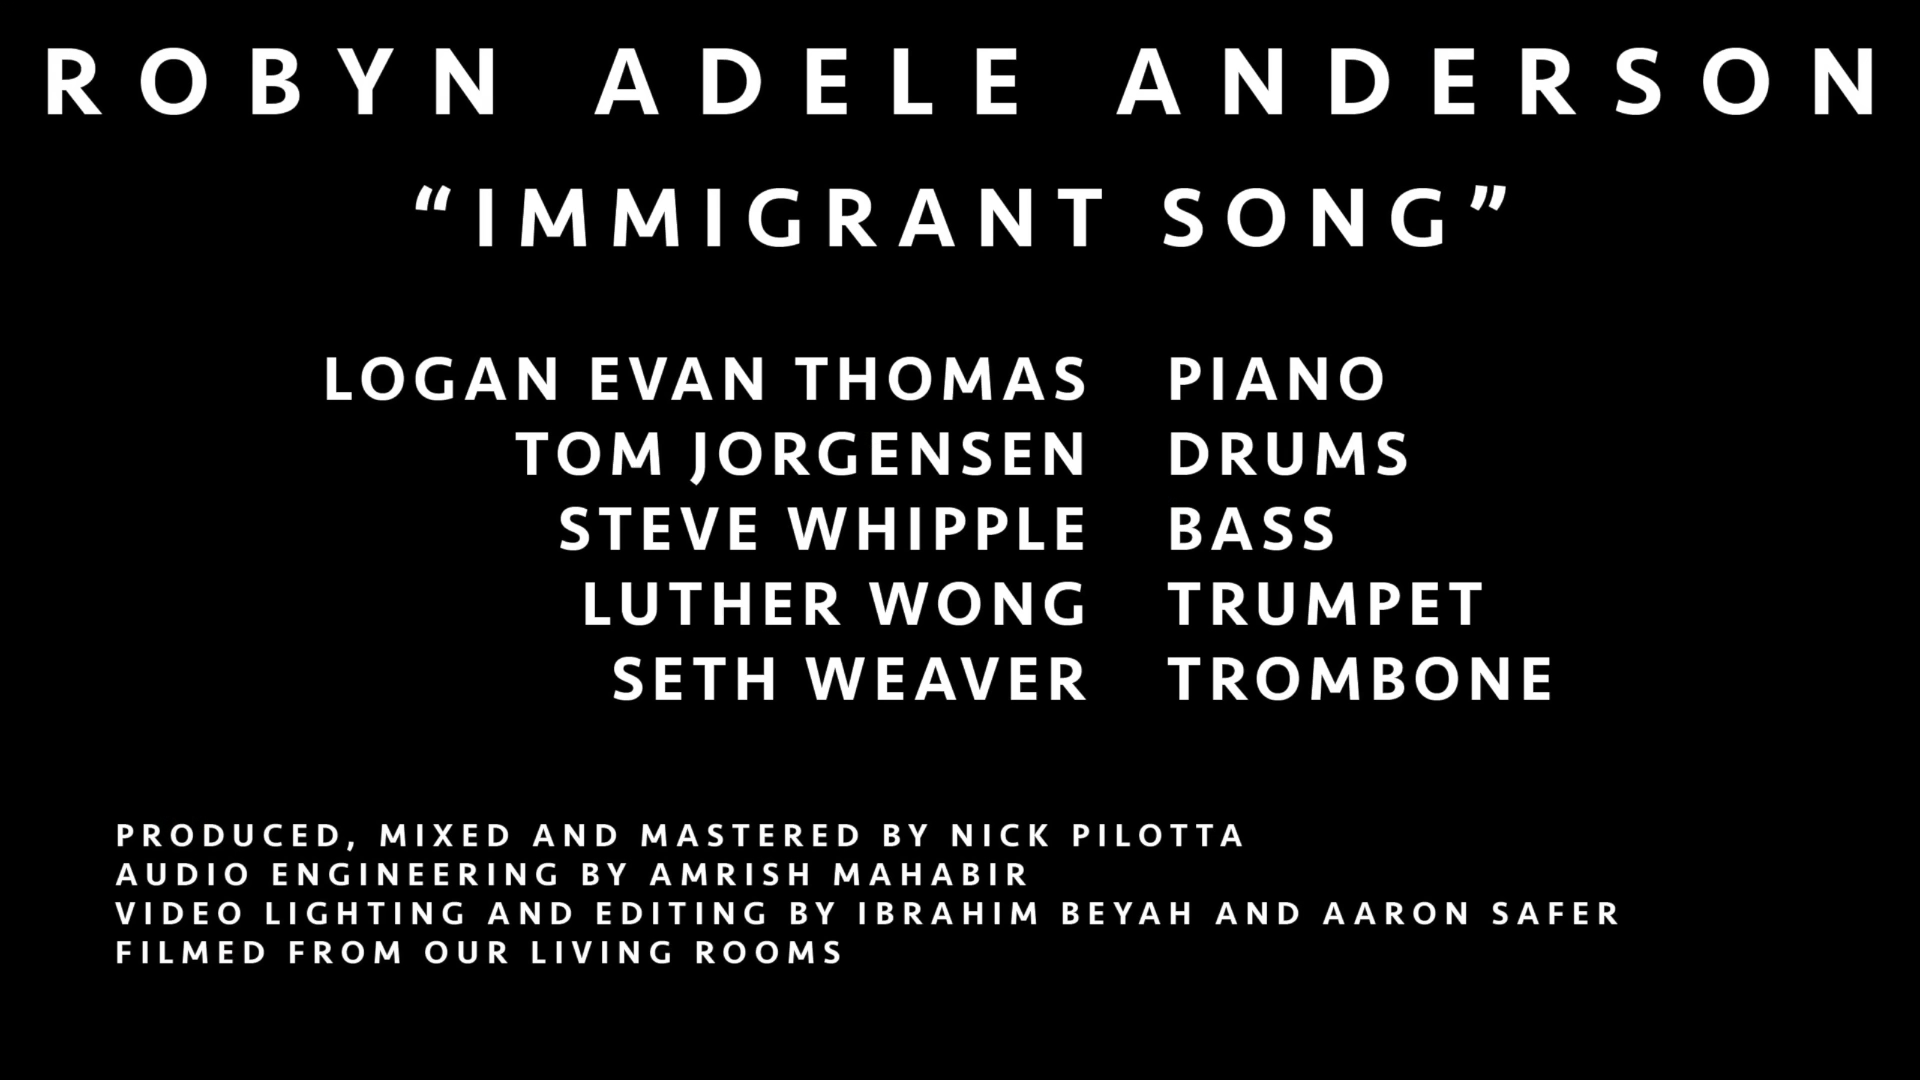 ROBYN ADELE ANDERSON
“IMMIGRANT SONG”
LOGAN EVAN THOMAS PIANO
TOM JORGENSEN DRUMS
STEVE WHIPPLE BASS
LUTHER WONG TRUMPET
SETH WEAVER TROMBONE
PRODUCED, MIXED AND MASTERED BY NICK PILOTTA
AUDIO ENGINEERING BY AMRISH MAHABIR
VIDEO LIGHTING AND EDITING BY IBRAHIM BEYAH AND AARON SAFER
FILMED FROM OUR LIVING ROOMS